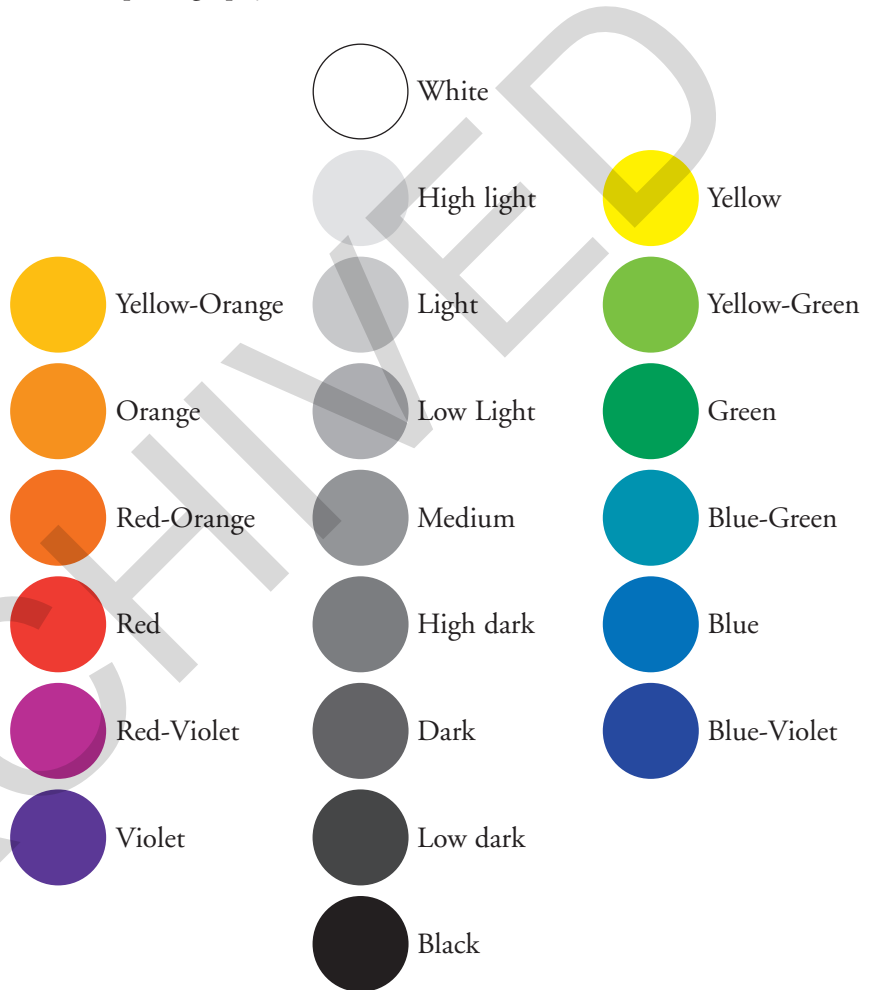 White
High light
Yellow
Yellow-Orange
Light
Yellow-Green
Orange
Low Light
Green
Red-Orange
Medium
Blue-Green
Red
High dark
Blue
Red-Violet
Dark
Blue-Violet
Violet
Low dark
Black
CHIVED